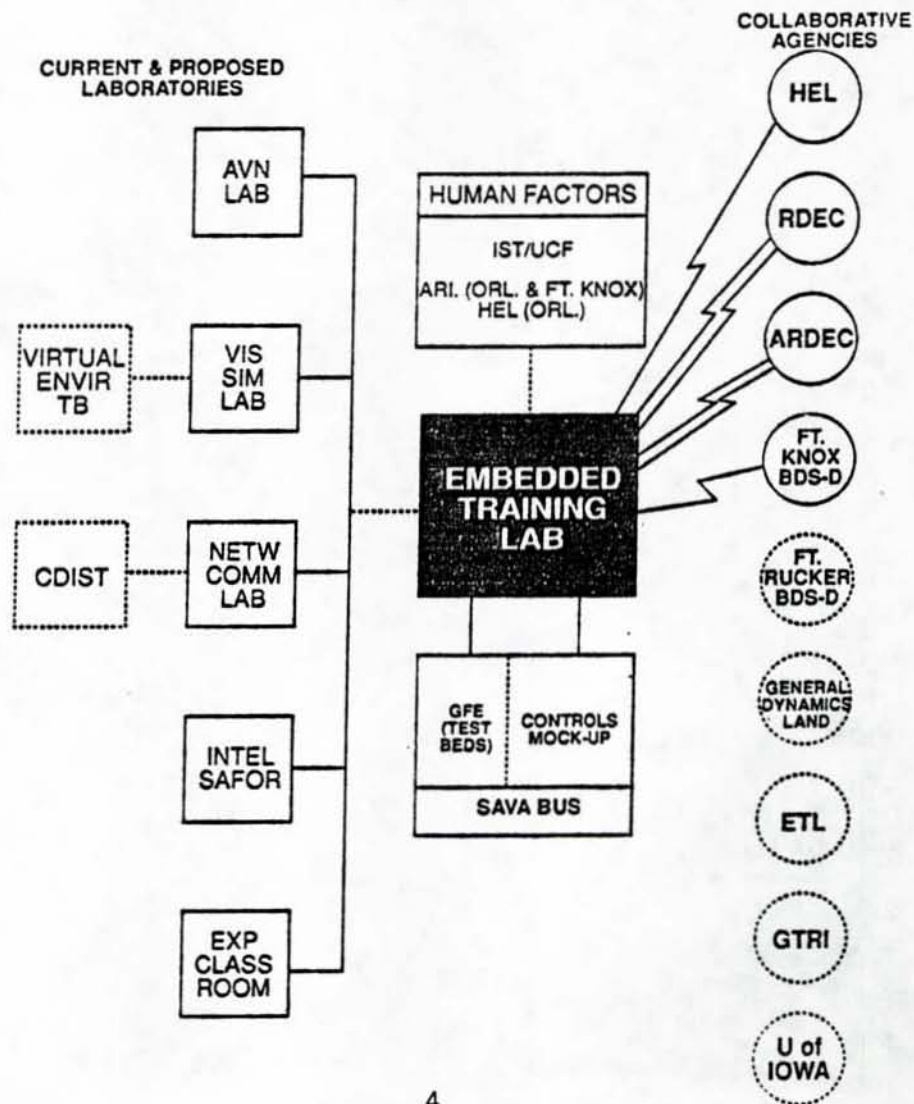 CURRENT & PROPOSED
LABORATORIES
AVN
LAB
VIRTUAL
ENVIR
TB
VIS
SIM
LAB
CDIST
NETW
COMM
LAB
INTEL
SAFOR
EXP
CLASS
ROOM
HUMAN FACTORS
IST/UCF
ARI. (ORL. & FT. KNOX)
HEL (ORL.)
EMBEDDED
TRAINING
LAB
GFE
(TEST
BEDS)
CONTROLS
MOCK-UP
SAVA BUS
COLLABORATIVE
AGENCIES
HEL
RDEC
ARDEC
FT.
KNOX
BDS-D
FT.
RUCKER
BDS-D
GENERAL
DYNAMICS
LAND
ETL
GTRI
U of
IOWA
4